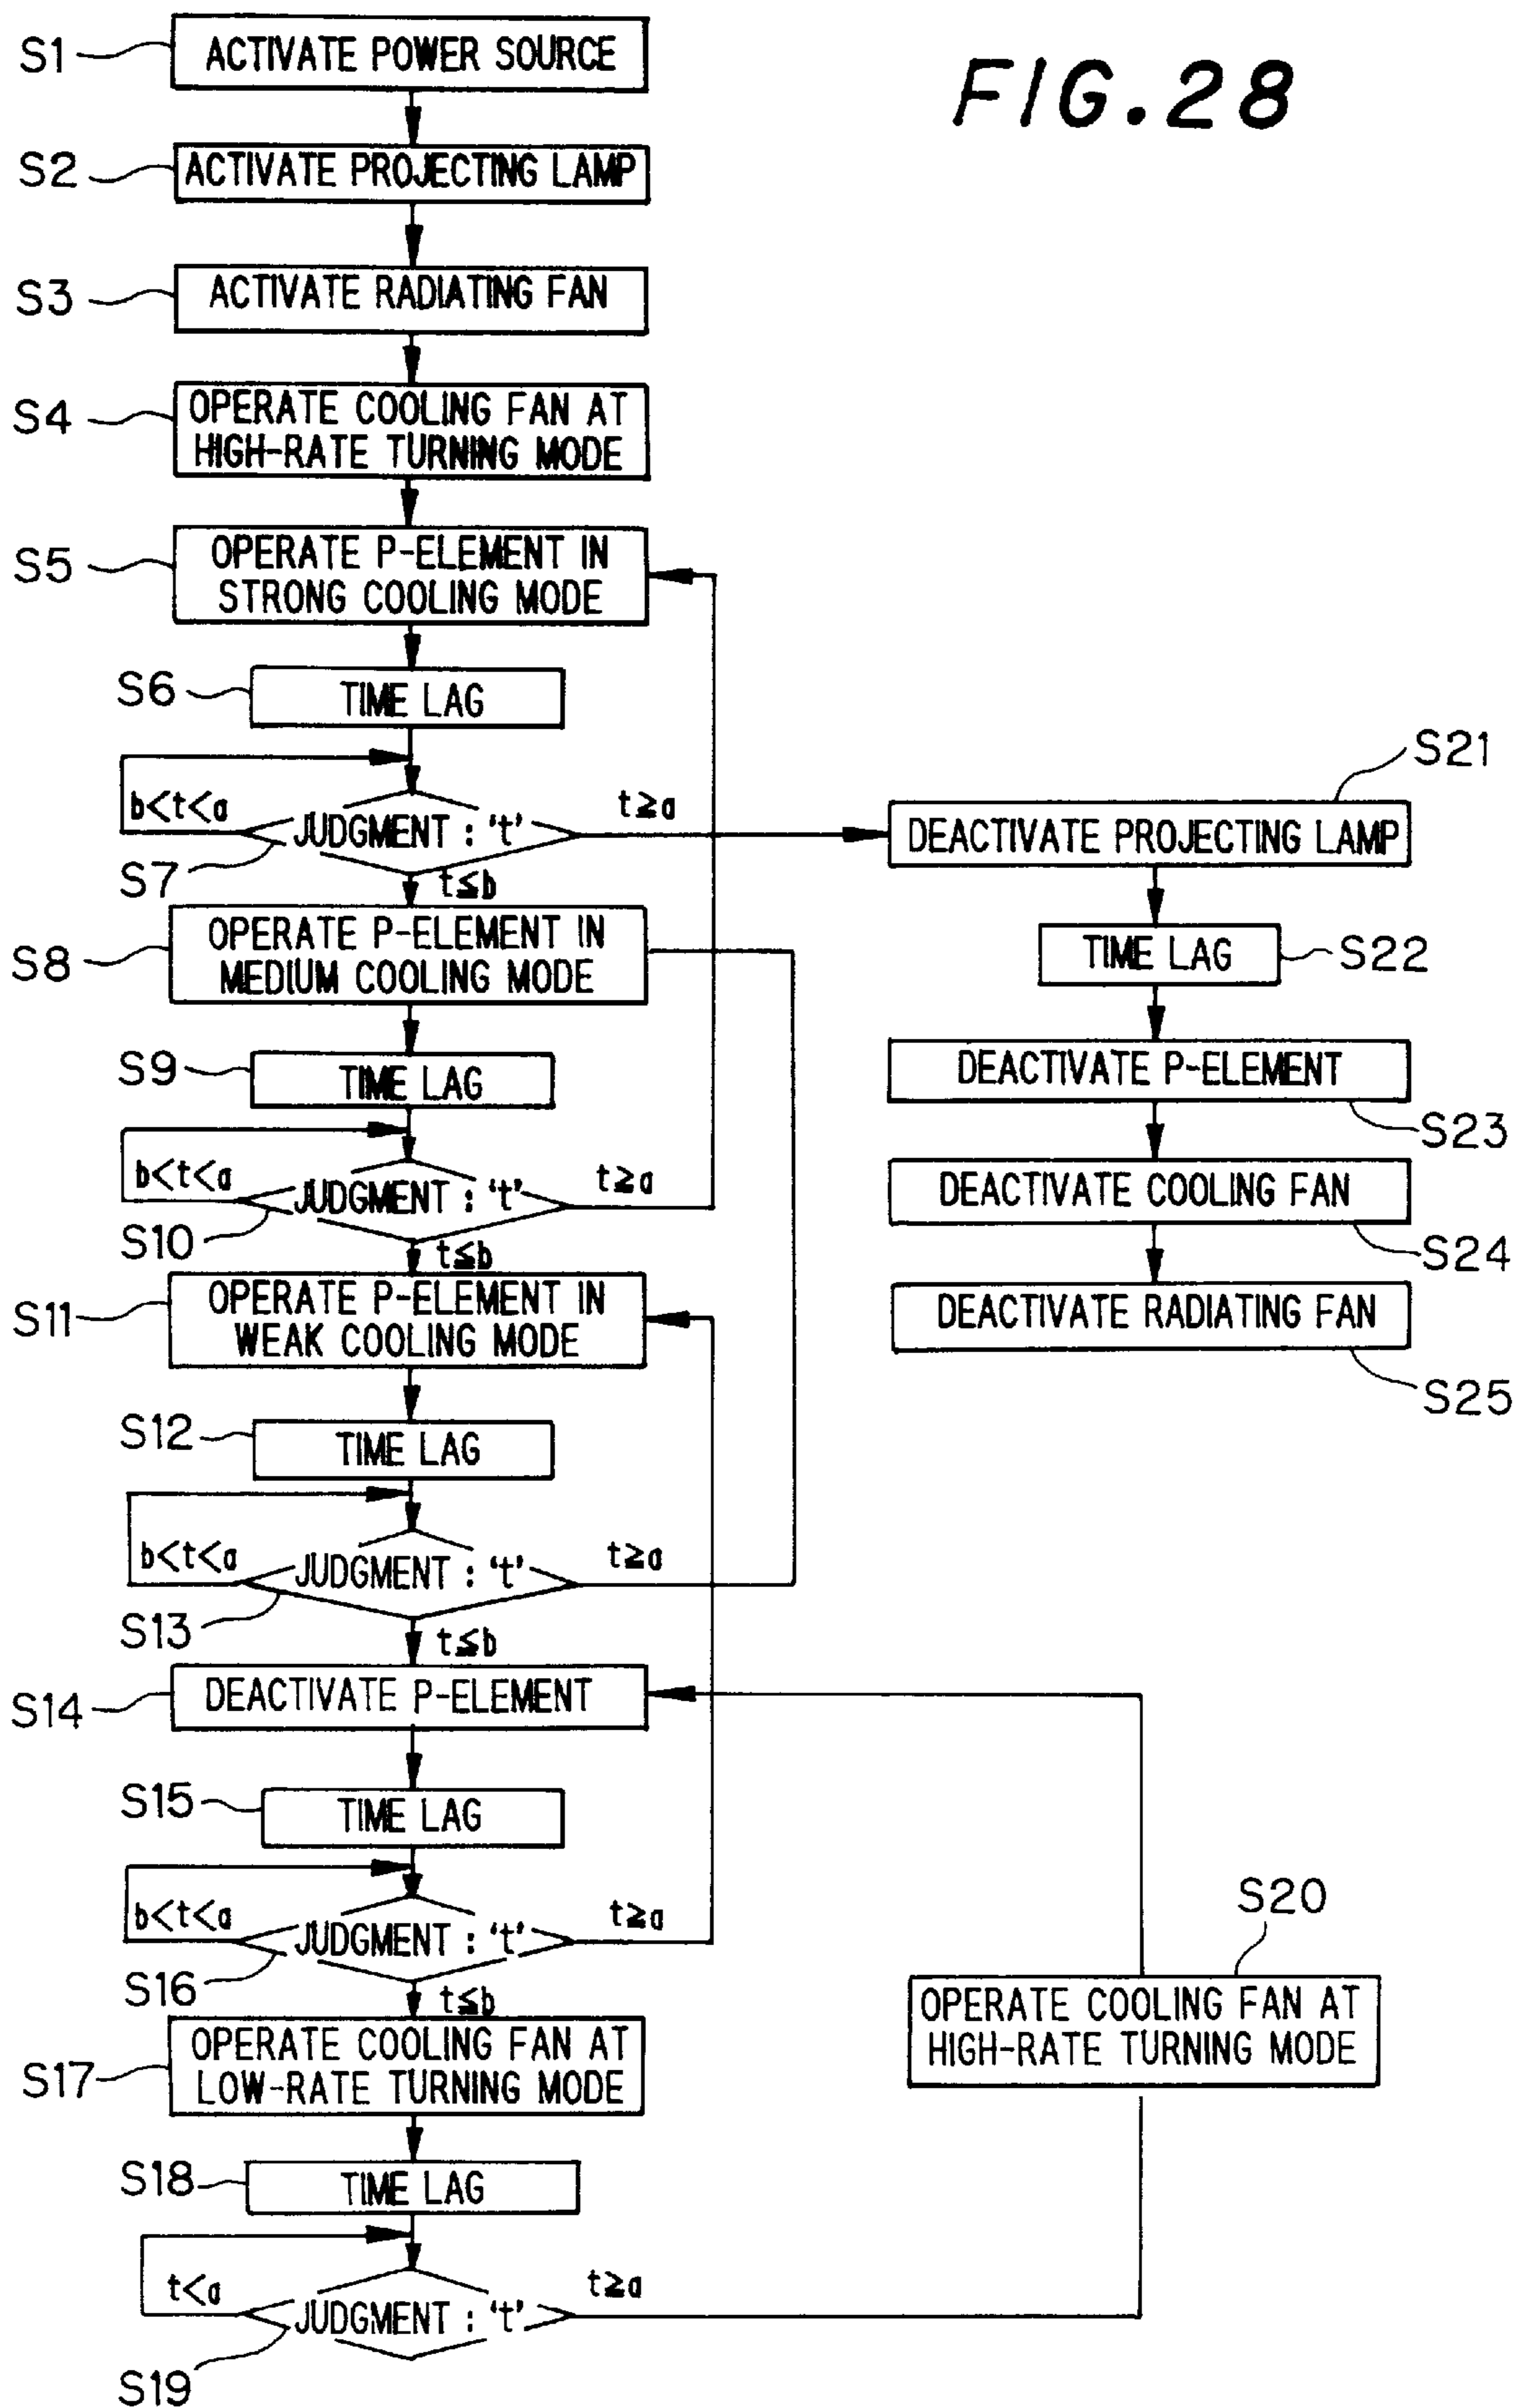 FIG.28
S1
ACTIVATE POWER SOURCE
S2
ACTIVATE PROJECTING LAMP
S3
ACTIVATE RADIATING FAN
S4
OPERATE COOLING FAN AT
HIGH-RATE TURNING MODE
S5
OPERATE P-ELEMENT IN
STRONG COOLING MODE
S6
TIME LAG
b<t<a
JUDGMENT : 't'
t≧a
S7
t≦b
S8
OPERATE P-ELEMENT IN
MEDIUM COOLING MODE
S9
TIME LAG
b<t<a
JUDGMENT : 't'
t≧a
S10
t≦b
S11
OPERATE P-ELEMENT IN
WEAK COOLING MODE
S12
TIME LAG
b<t<a
JUDGMENT : 't'
t≧a
S13
t≦b
S14
DEACTIVATE P-ELEMENT
S15
TIME LAG
b<t<a
JUDGMENT : 't'
t≧a
S16
t≦b
S17
OPERATE COOLING FAN AT
LOW-RATE TURNING MODE
S18
TIME LAG
t<a
JUDGMENT : 't'
t≧a
S19
S20
OPERATE COOLING FAN AT
HIGH-RATE TURNING MODE
S21
DEACTIVATE PROJECTING LAMP
TIME LAG
S22
DEACTIVATE P-ELEMENT
S23
DEACTIVATE COOLING FAN
S24
DEACTIVATE RADIATING FAN
S25